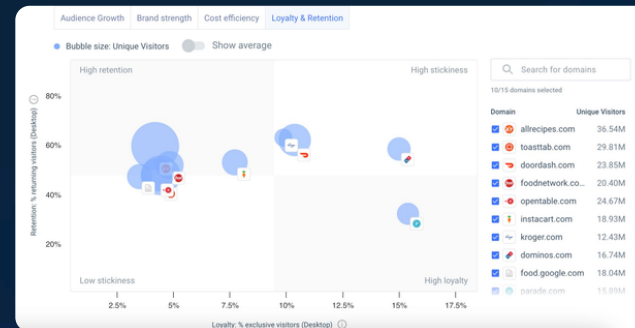 Audience Growth
Brand strength
Cost efficiency
Loyalty & Retention
Bubble size: Unique Visitors
Show average
High retention
High stickiness
Low stickiness
High loyalty
Retention: % returning visitors (Desktop)
80%
60%
40%
20%
2.5%
5%
7.5%
10%
12.5%
15%
17.5%
Loyalty: % exclusive visitors (Desktop)
Search for domains
10/15 domains selected
Domain Unique Visitors
allrecipes.com 36.54M
toasttab.com 29.81M
doordash.com 23.85M
foodnetwork.co... 20.40M
opentable.com 24.67M
instacart.com 18.93M
kroger.com 12.43M
dominos.com 16.74M
food.google.com 18.04M
parade.com 15.89M